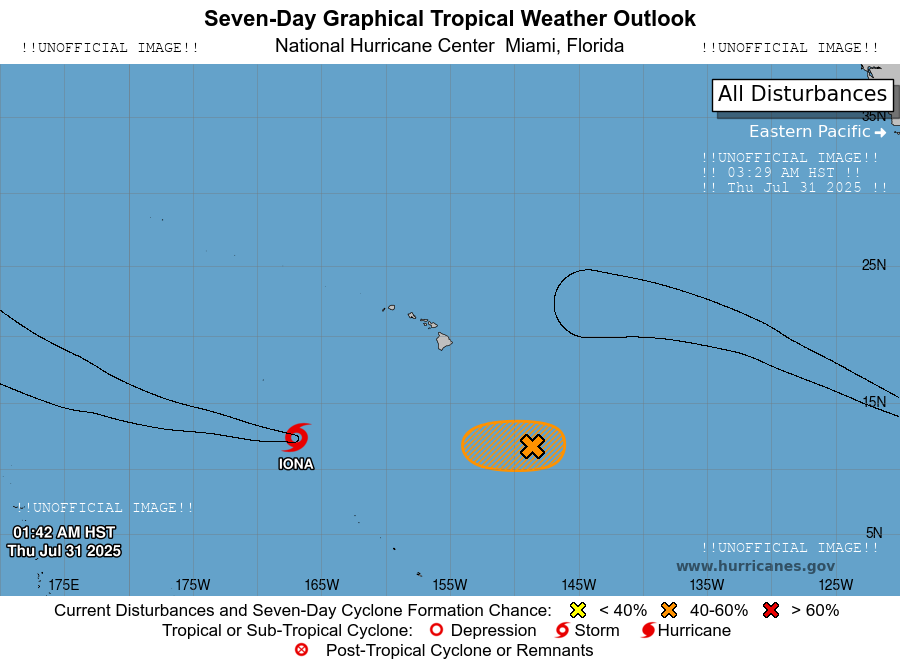 Seven-Day Graphical Tropical Weather Outlook
!!UNOFFICIAL IMAGE!! National Hurricane Center Miami, Florida !!UNOFFICIAL IMAGE!!
All Disturbances
35N
Eastern Pacific
!!UNOFFICIAL IMAGE!!
!! 03:29 AM HST !!
!! Thu Jul 31 2025 !!
25N
15N
IONA
!!UNOFFICIAL IMAGE!!
01:42 AM HST
Thu Jul 31 2025
5N
!!UNOFFICIAL IMAGE!!
www.hurricanes.gov
175E 175W 165W 155W 145W 135W 125W
Current Disturbances and Seven-Day Cyclone Formation Chance: < 40% 40-60% > 60%
Tropical or Sub-Tropical Cyclone: Depression Storm Hurricane
Post-Tropical Cyclone or Remnants